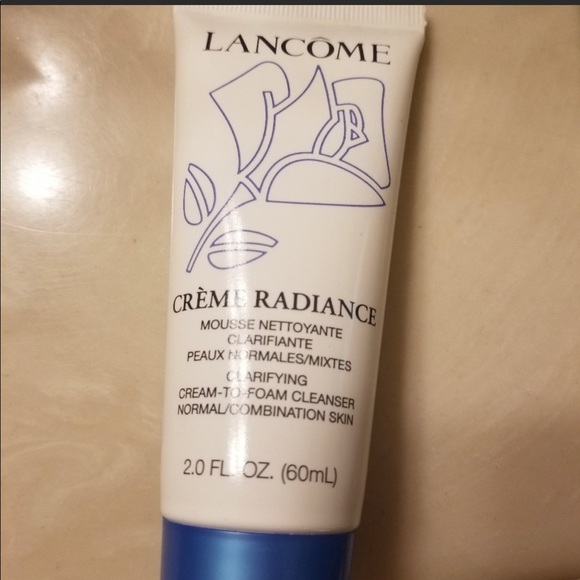 LANCÔME
CRÈME RADIANCE
MOUSSE NETTOYANTE
CLARIFIANTE
PEAUX NORMALES/MIXTES
CLARIFYING
CREAM-TO-FOAM CLEANSER
NORMAL/COMBINATION SKIN
2.0 FL. OZ. (60mL)